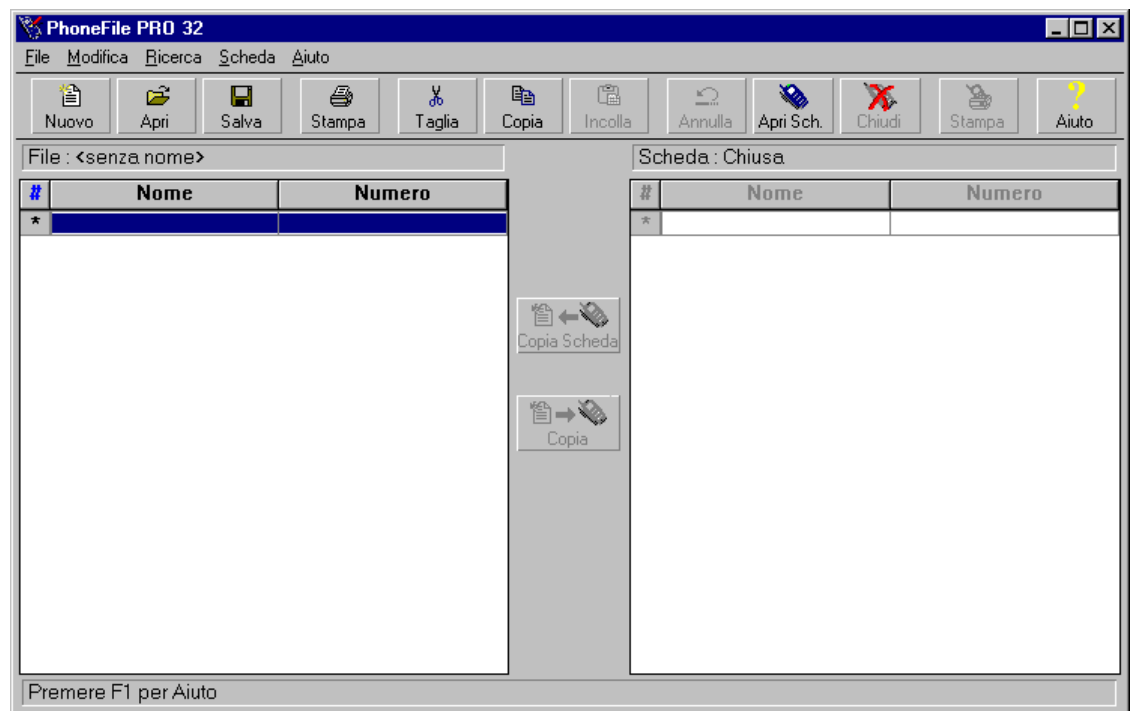 PhoneFile PRO 32
File Modifica Ricerca Scheda Aiuto
Nuovo Apri Salva Stampa Taglia Copia Incolla Annulla Apri Sch. Chiudi Stampa Aiuto
File : <senza nome>
Scheda : Chiusa
# Nome Numero
*
# Nome Numero
*
Copia Scheda
Copia
Premere F1 per Aiuto